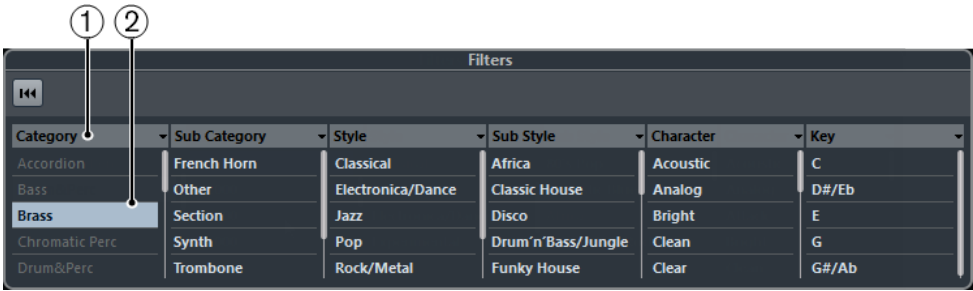 1 2
Filters
Category Sub Category Style Sub Style Character Key
Accordion French Horn Classical Africa Acoustic C
Bass Other Electronica/Dance Classic House Analog D#/Eb
Brass Section Jazz Disco Bright E
Chromatic Perc Synth Pop Drum´n´Bass/Jungle Clean G
Drum&Perc Trombone Rock/Metal Funky House Clear G#/Ab